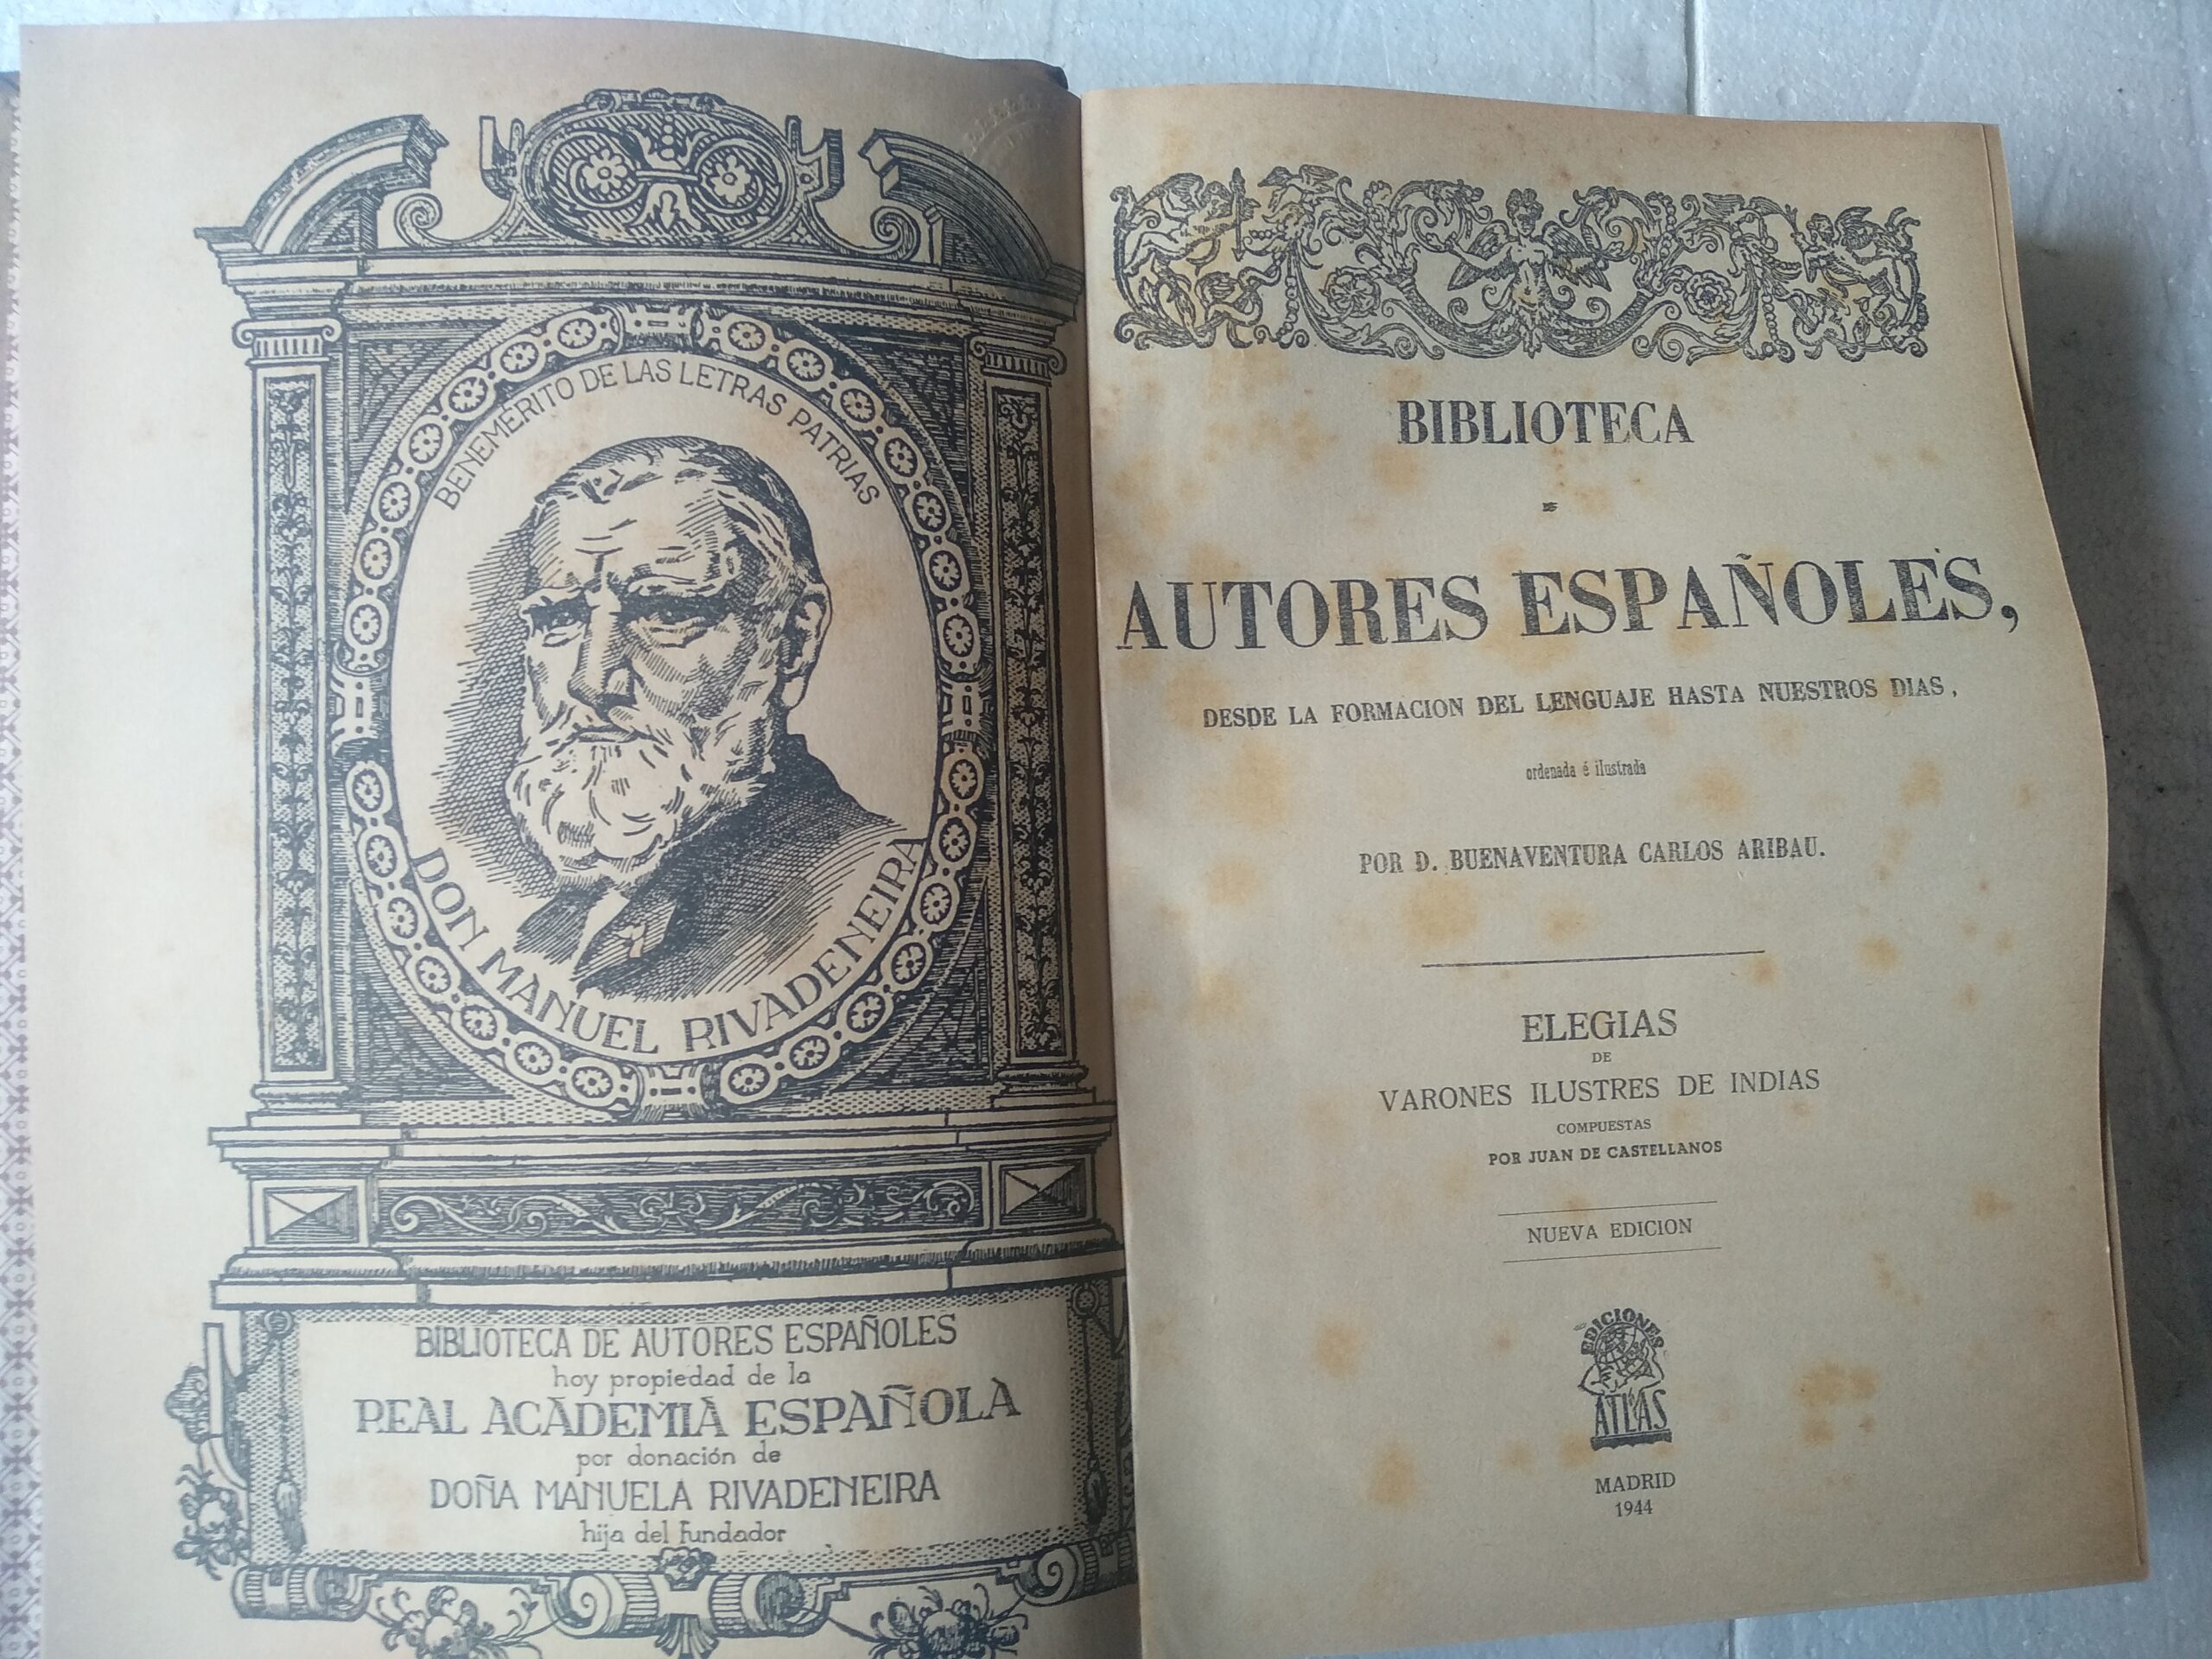 BENEMÉRITO DE LAS LETRAS PATRIAS
DON MANUEL RIVADENEIRA
BIBLIOTECA DE AUTORES ESPAÑOLES
hoy propiedad de la
REAL ACADEMIA ESPAÑOLA
por donación de
DOÑA MANUELA RIVADENEIRA
hija del Fundador
BIBLIOTECA
DE
AUTORES ESPAÑOLES,
DESDE LA FORMACION DEL LENGUAJE HASTA NUESTROS DIAS,
ordenada é ilustrada
POR D. BUENAVENTURA CARLOS ARIBAU.
ELEGIAS
DE
VARONES ILUSTRES DE INDIAS
COMPUESTAS
POR JUAN DE CASTELLANOS
NUEVA EDICION
EDICIONES
ATLAS
MADRID
1944